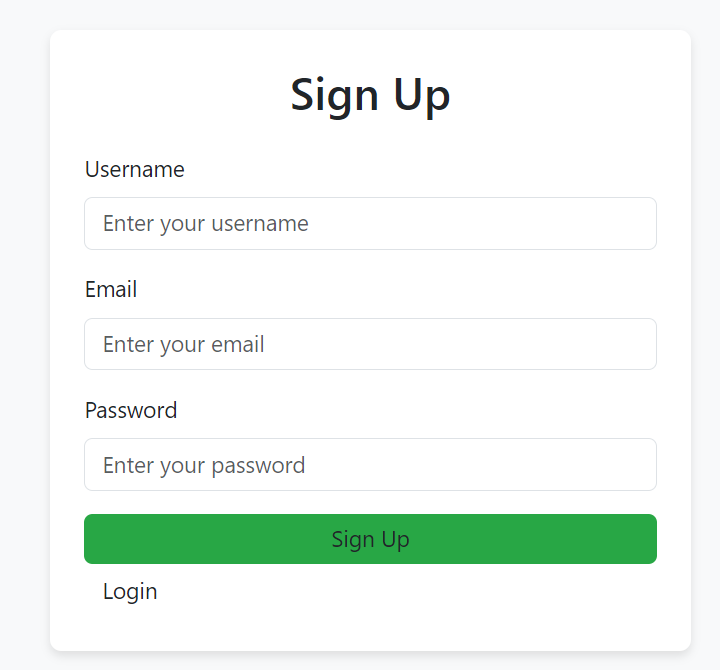 Sign Up
Username
Enter your username
Email
Enter your email
Password
Enter your password
Sign Up
Login